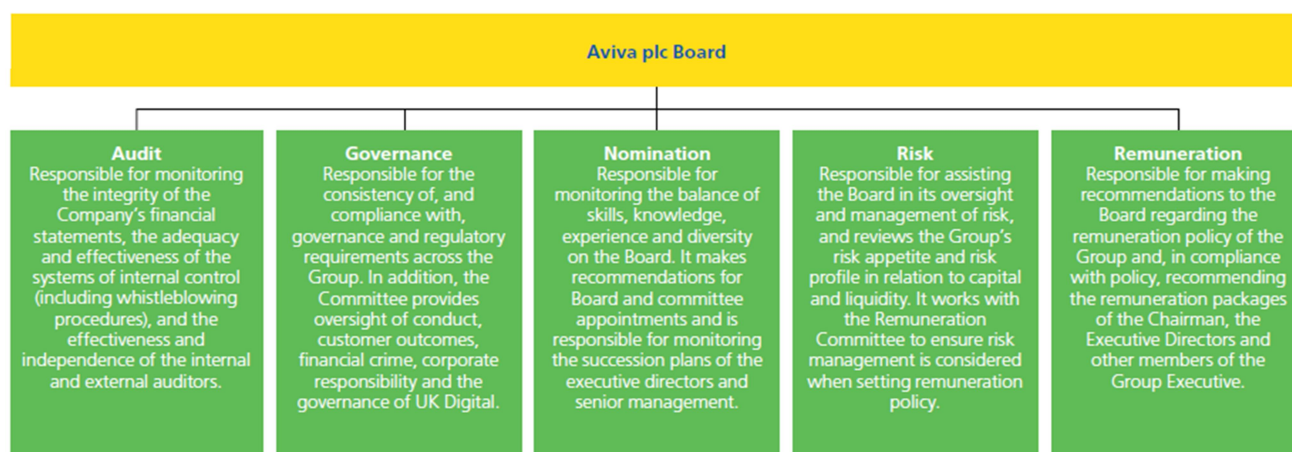 Aviva plc Board
Audit
Responsible for monitoring
the integrity of the
Company's financial
statements, the adequacy
and effectiveness of the
systems of internal control
(including whistleblowing
procedures), and the
effectiveness and
independence of the internal
and external auditors.
Governance
Responsible for the
consistency of, and
compliance with,
governance and regulatory
requirements across the
Group. In addition, the
Committee provides
oversight of conduct,
customer outcomes,
financial crime, corporate
responsibility and the
governance of UK Digital.
Nomination
Responsible for
monitoring the balance of
skills, knowledge,
experience and diversity
on the Board. It makes
recommendations for
Board and committee
appointments and is
responsible for monitoring
the succession plans of the
executive directors and
senior management.
Risk
Responsible for assisting
the Board in its oversight
and management of risk,
and reviews the Group's
risk appetite and risk
profile in relation to capital
and liquidity. It works with
the Remuneration
Committee to ensure risk
management is considered
when setting remuneration
policy.
Remuneration
Responsible for making
recommendations to the
Board regarding the
remuneration policy of the
Group and, in compliance
with policy, recommending
the remuneration packages
of the Chairman, the
Executive Directors and
other members of the
Group Executive.